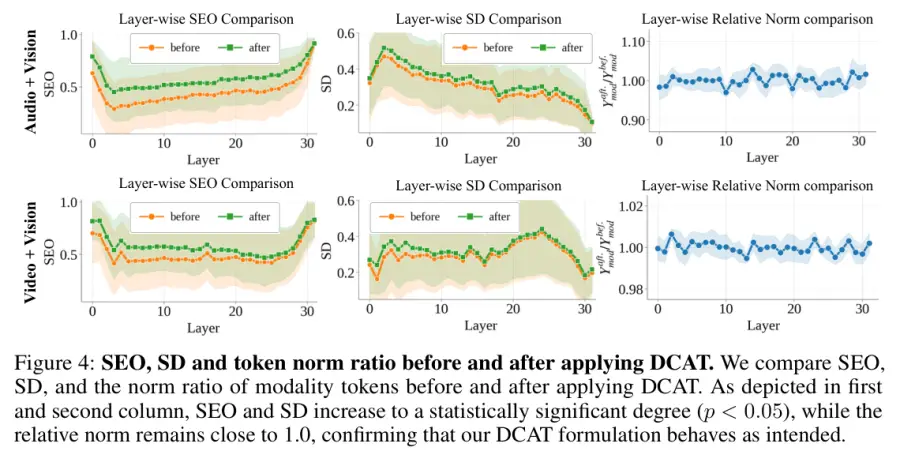 Layer-wise SEO Comparison
Layer-wise SD Comparison
Layer-wise Relative Norm comparison
Audio + Vision
SEO
1.0
0.5
before
after
0
10
20
30
Layer
SD
0.6
0.4
0.2
before
after
0
10
20
30
Layer
Y^{aft.}_{mod}/Y^{bef.}_{mod}
1.10
1.00
0.90
0
10
20
30
Layer
Layer-wise SEO Comparison
Layer-wise SD Comparison
Layer-wise Relative Norm comparison
Video + Vision
SEO
1.0
0.5
before
after
0
10
20
30
Layer
SD
0.6
0.4
0.2
before
after
0
10
20
30
Layer
Y^{aft.}_{mod}/Y^{bef.}_{mod}
1.02
1.00
0.98
0
10
20
30
Layer
Figure 4: SEO, SD and token norm ratio before and after applying DCAT. We compare SEO,
SD, and the norm ratio of modality tokens before and after applying DCAT. As depicted in first
and second column, SEO and SD increase to a statistically significant degree (p < 0.05), while the
relative norm remains close to 1.0, confirming that our DCAT formulation behaves as intended.